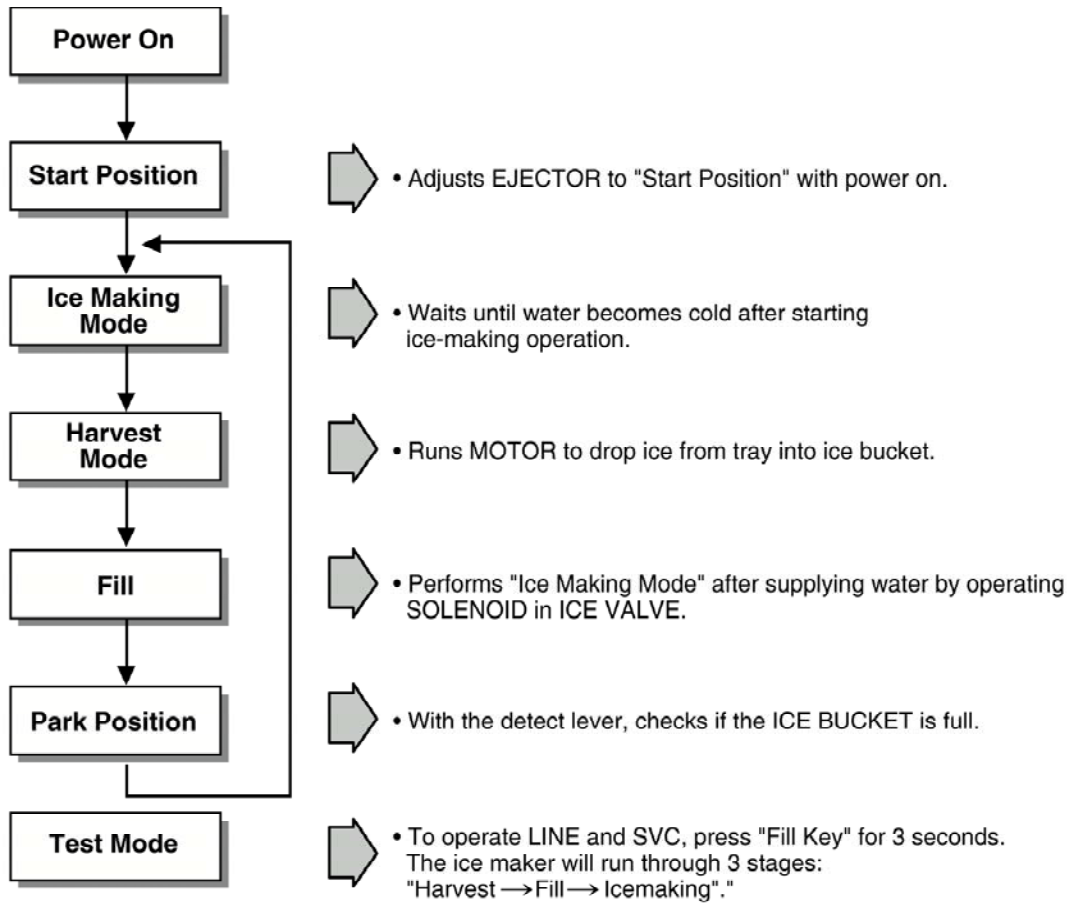 Power On
Start Position
• Adjusts EJECTOR to "Start Position" with power on.
Ice Making
Mode
• Waits until water becomes cold after starting
ice-making operation.
Harvest
Mode
• Runs MOTOR to drop ice from tray into ice bucket.
Fill
• Performs "Ice Making Mode" after supplying water by operating
SOLENOID in ICE VALVE.
Park Position
• With the detect lever, checks if the ICE BUCKET is full.
Test Mode
• To operate LINE and SVC, press "Fill Key" for 3 seconds.
The ice maker will run through 3 stages:
"Harvest → Fill → Icemaking"."